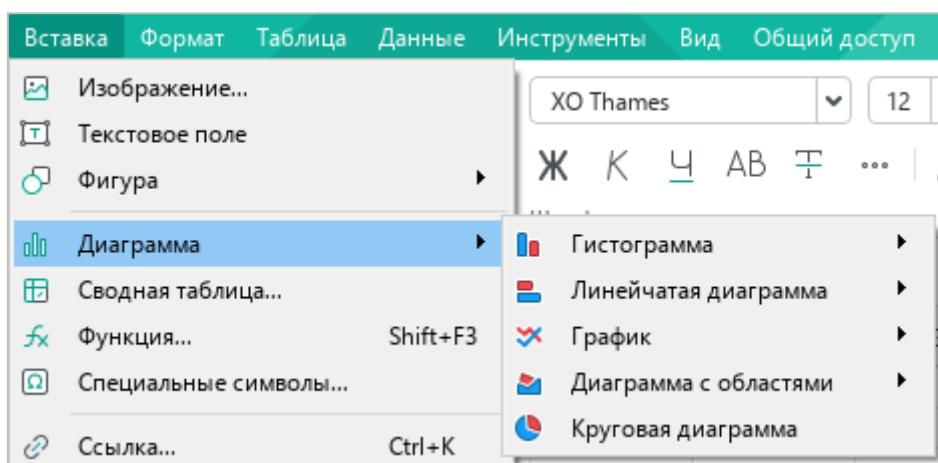 Вставка Формат Таблица Данные Инструменты Вид Общий доступ
Изображение...
XO Thames 12
Текстовое поле
Ж К Ч АВ Т •••
Фигура
Диаграмма
Гистограмма
Сводная таблица...
Линейчатая диаграмма
Функция... Shift+F3
График
Специальные символы...
Диаграмма с областями
Круговая диаграмма
Ссылка... Ctrl+K